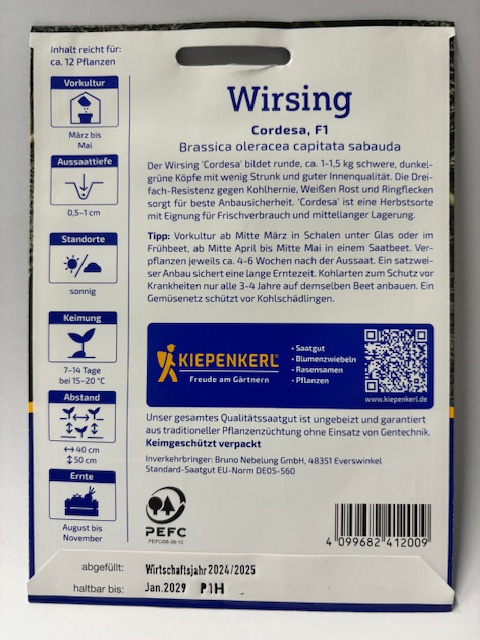 Inhalt reicht für:
ca. 12 Pflanzen
Vorkultur
März bis
Mai
Aussaattiefe
0,5–1 cm
Standorte
sonnig
Keimung
7–14 Tage
bei 15–20 °C
Abstand
↔ 40 cm
↕ 50 cm
Ernte
August bis
November
Wirsing
Cordesa, F1
Brassica oleracea capitata sabauda
Der Wirsing 'Cordesa' bildet runde, ca. 1-1,5 kg schwere, dunkel-
grüne Köpfe mit wenig Strunk und guter Innenqualität. Die Drei-
fach-Resistenz gegen Kohlhernie, Weißen Rost und Ringflecken
sorgt für beste Anbausicherheit. 'Cordesa' ist eine Herbstsorte
mit Eignung für Frischverbrauch und mittellanger Lagerung.
Tipp: Vorkultur ab Mitte März in Schalen unter Glas oder im
Frühbeet, ab Mitte April bis Mitte Mai in einem Saatbeet. Ver-
pflanzen jeweils ca. 4-6 Wochen nach der Aussaat. Ein satzwei-
ser Anbau sichert eine lange Erntezeit. Kohlarten zum Schutz vor
Krankheiten nur alle 3-4 Jahre auf demselben Beet anbauen. Ein
Gemüsenetz schützt vor Kohlschädlingen.
KIEPENKERL®
Freude am Gärtnern
• Saatgut
• Blumenzwiebeln
• Rasensamen
• Pflanzen
www.kiepenkerl.de
Unser gesamtes Qualitätssaatgut ist ungebeizt und garantiert
aus traditioneller Pflanzenzüchtung ohne Einsatz von Gentechnik.
Keimgeschützt verpackt
Inverkehrbringer: Bruno Nebelung GmbH, 48351 Everswinkel
Standard-Saatgut EU-Norm DE05-560
PEFC
PEFC/08-39-10
4 099682 412009
abgefüllt: Wirtschaftsjahr 2024/2025
haltbar bis: Jan.2029 P1H